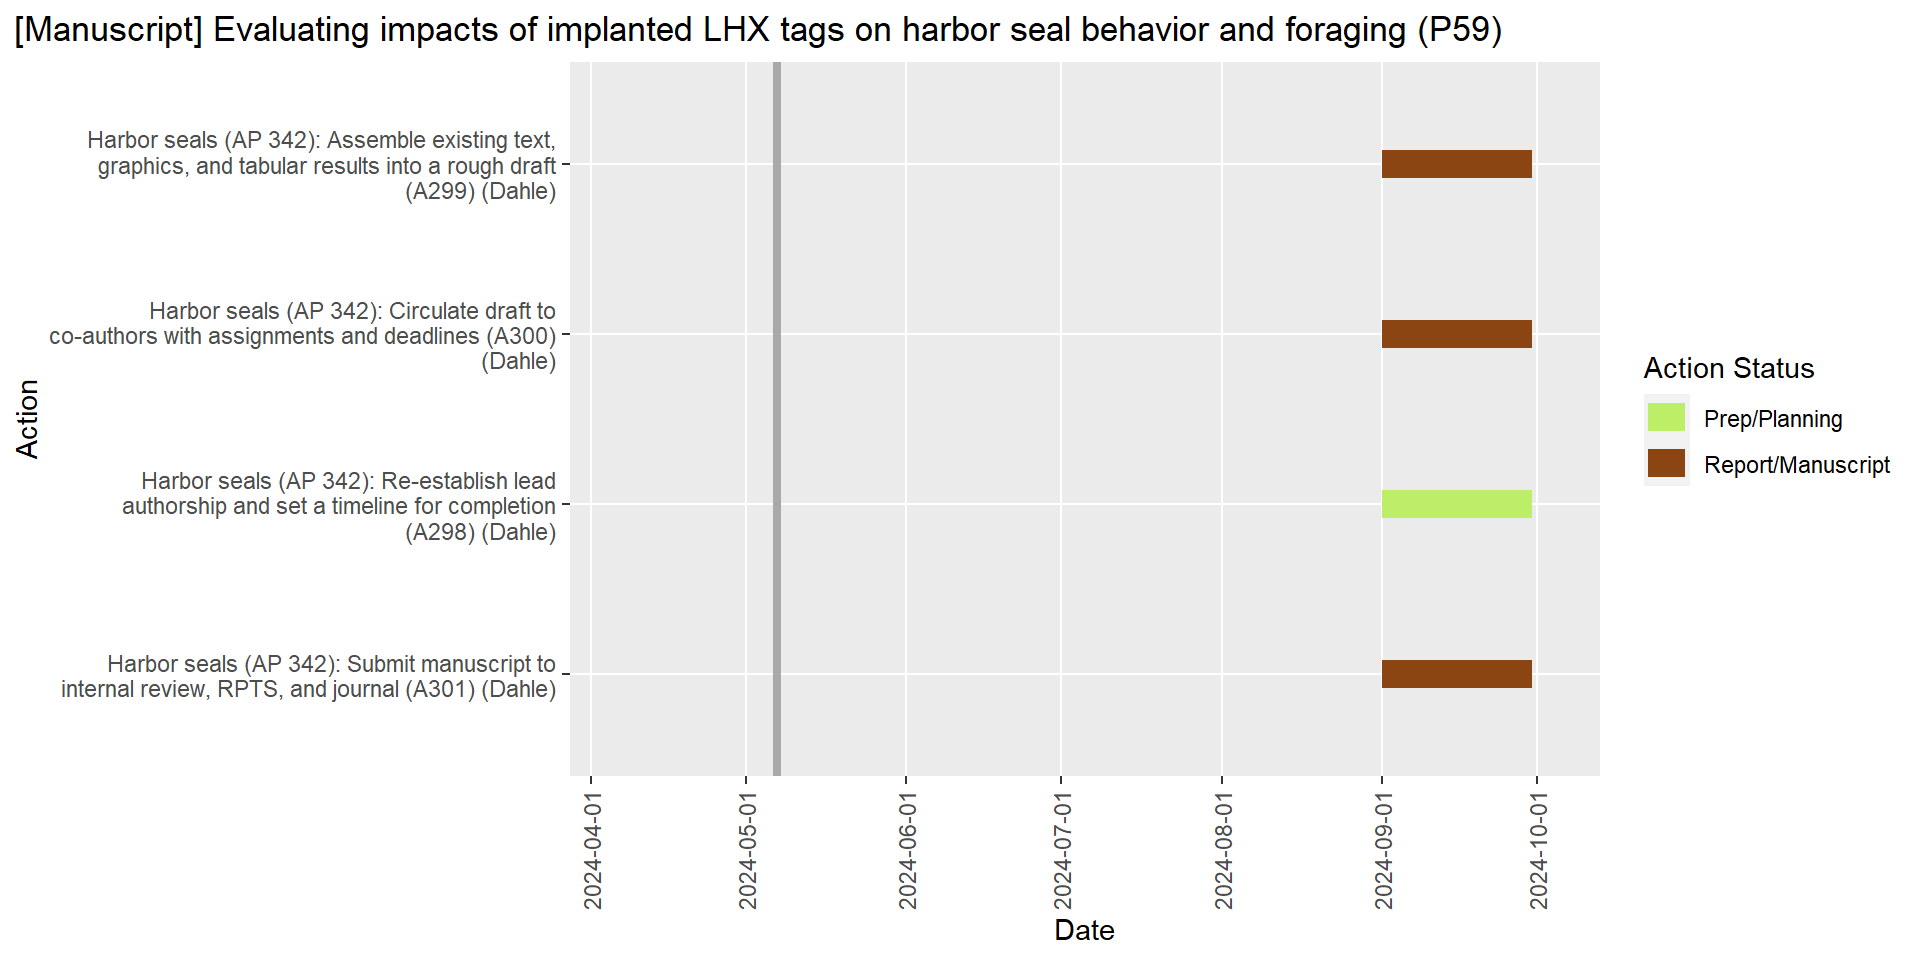 [Manuscript] Evaluating impacts of implanted LHX tags on harbor seal behavior and foraging (P59)
Harbor seals (AP 342): Assemble existing text,
graphics, and tabular results into a rough draft
(A299) (Dahle)
Harbor seals (AP 342): Circulate draft to
co-authors with assignments and deadlines (A300)
(Dahle)
Harbor seals (AP 342): Re-establish lead
authorship and set a timeline for completion
(A298) (Dahle)
Harbor seals (AP 342): Submit manuscript to
internal review, RPTS, and journal (A301) (Dahle)
Action
2024-04-01
2024-05-01
2024-06-01
2024-07-01
2024-08-01
2024-09-01
2024-10-01
Date
Action Status
Prep/Planning
Report/Manuscript